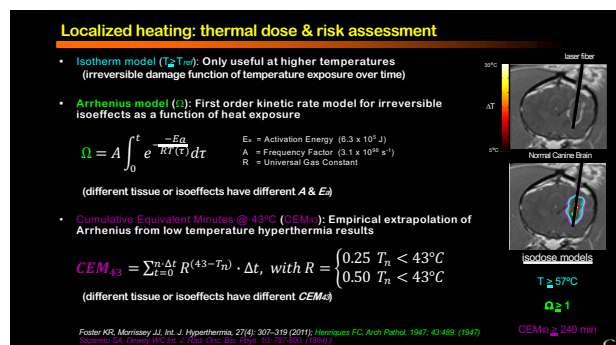 Localized heating: thermal dose & risk assessment
• Isotherm model (T≥Tref): Only useful at higher temperatures
(irreversible damage function of temperature exposure over time)
• Arrhenius model (Ω): First order kinetic rate model for irreversible
isoeffects as a function of heat exposure
Ω = A ∫₀ᵗ e^(−Ea/RT(τ)) dτ
Ea = Activation Energy (6.3 x 10⁵ J)
A = Frequency Factor (3.1 x 10⁹⁸ s⁻¹)
R = Universal Gas Constant
(different tissue or isoeffects have different A & Ea)
• Cumulative Equivalent Minutes @ 43ºC (CEM43): Empirical extrapolation of
Arrhenius from low temperature hyperthermia results
CEM₄₃ = ∑_{t=0}^{n·Δt} R^(43−Tn) · Δt, with R = { 0.25 Tn < 43°C
0.50 Tn < 43°C
(different tissue or isoeffects have different CEM43)
Foster KR, Morrissey JJ, Int. J. Hyperthermia, 27(4): 307–319 (2011); Henriques FC, Arch Pathol. 1947; 43:489. (1947)
Sapareto SA, Dewey WC Int. J. Rad. Onc. Bio. Phys. 10: 787-800. (1984).)
laser fiber
30°C
ΔT
5°C
Normal Canine Brain
isodose models
T ≥ 57°C
Ω ≥ 1
CEM43 ≥ 240 min